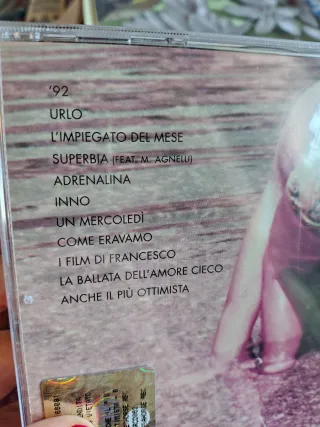 '92
URLO
L'IMPIEGATO DEL MESE
SUPERBIA (FEAT. M. AGNELLI)
ADRENALINA
INNO
UN MERCOLEDÌ
COME ERAVAMO
I FILM DI FRANCESCO
LA BALLATA DELL'AMORE CIECO
ANCHE IL PIÙ OTTIMISTA